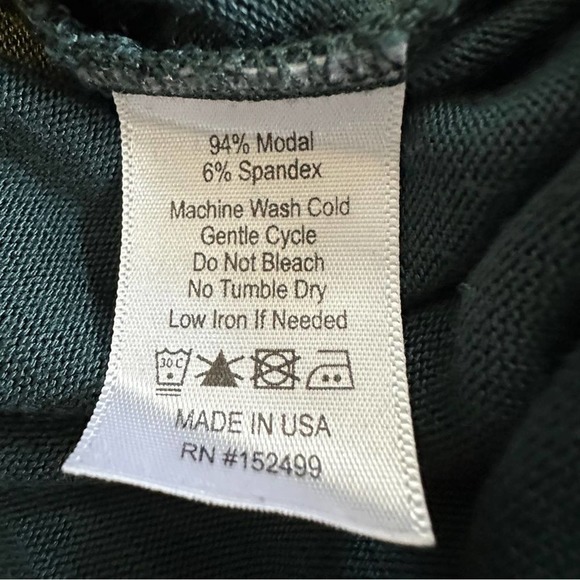 94% Modal
6% Spandex
Machine Wash Cold
Gentle Cycle
Do Not Bleach
No Tumble Dry
Low Iron If Needed
30 C
MADE IN USA
RN #152499